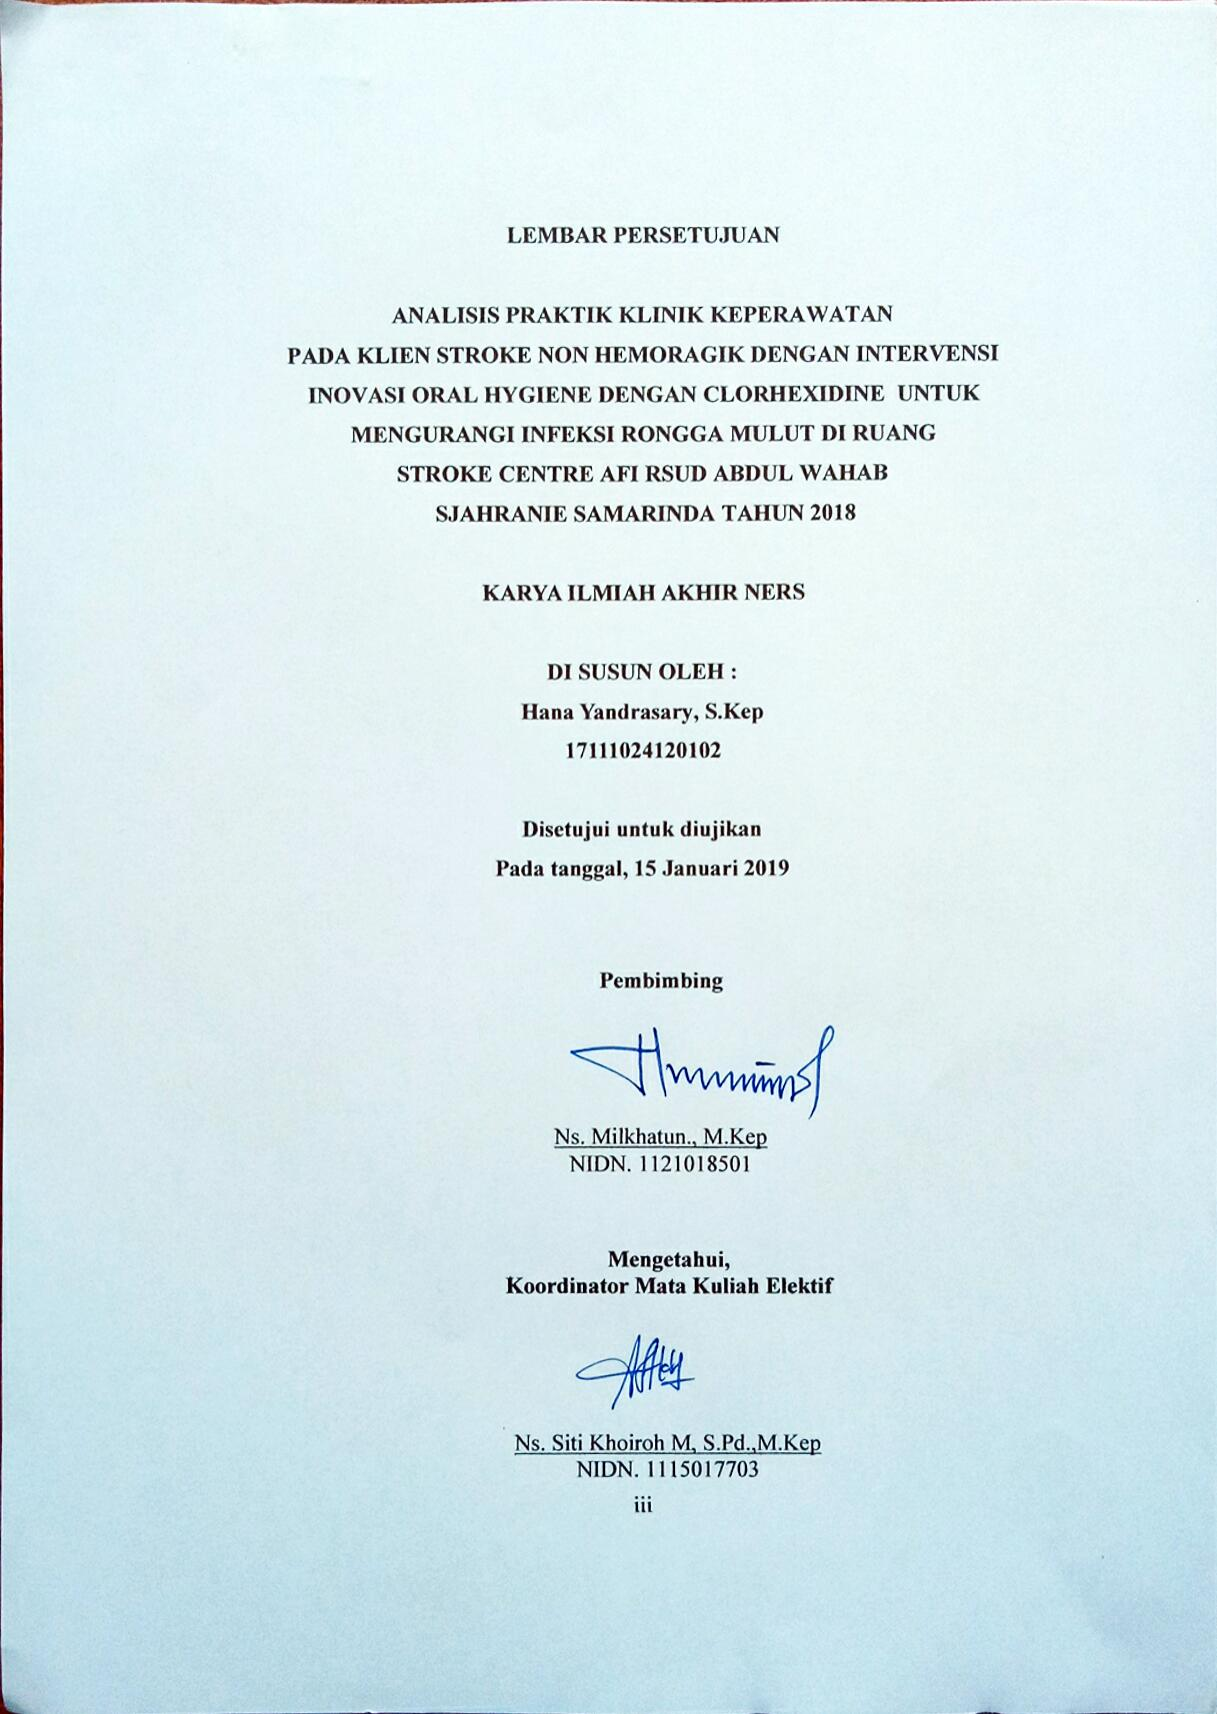 LEMBAR PERSETUJUAN
ANALISIS PRAKTIK KLINIK KEPERAWATAN
PADA KLIEN STROKE NON HEMORAGIK DENGAN INTERVENSI
INOVASI ORAL HYGIENE DENGAN CLORHEXIDINE UNTUK
MENGURANGI INFEKSI RONGGA MULUT DI RUANG
STROKE CENTRE AFI RSUD ABDUL WAHAB
SJAHRANIE SAMARINDA TAHUN 2018
KARYA ILMIAH AKHIR NERS
DI SUSUN OLEH :
Hana Yandrasary, S.Kep
17111024120102
Disetujui untuk diujikan
Pada tanggal, 15 Januari 2019
Pembimbing
Ns. Milkhatun., M.Kep
NIDN. 1121018501
Mengetahui,
Koordinator Mata Kuliah Elektif
Ns. Siti Khoiroh M, S.Pd.,M.Kep
NIDN. 1115017703
iii